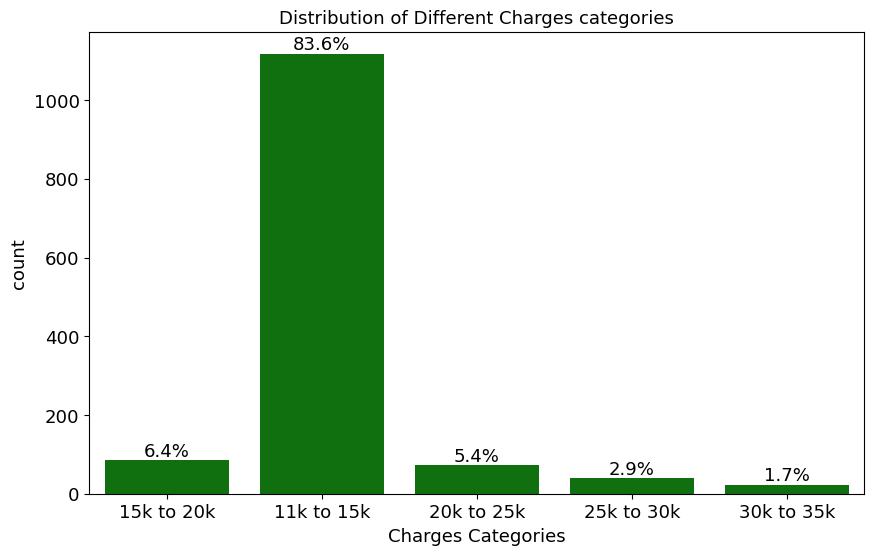 Distribution of Different Charges categories
83.6%
1000
800
600
count
400
200
6.4%
5.4%
2.9%
1.7%
0
15k to 20k
11k to 15k
20k to 25k
25k to 30k
30k to 35k
Charges Categories